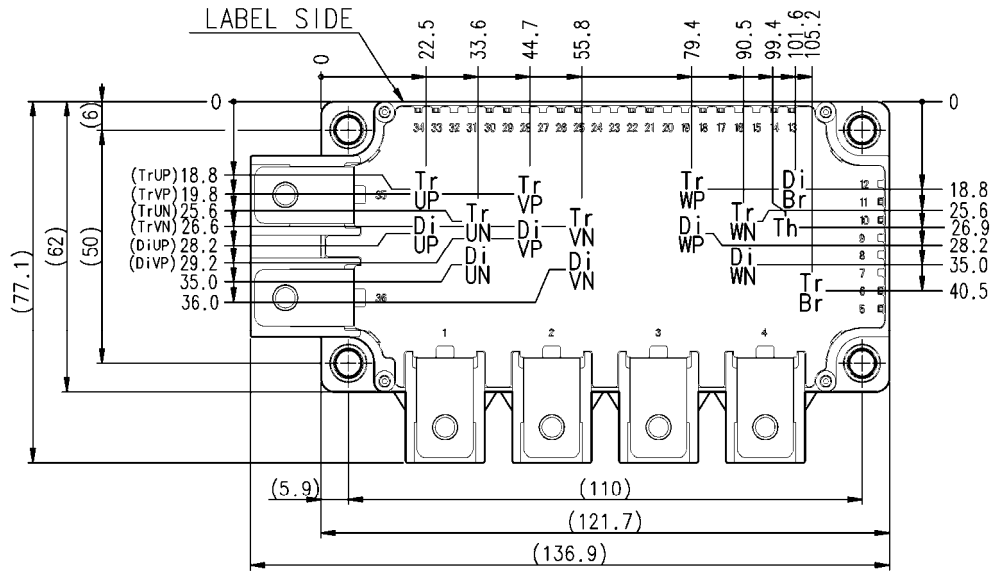 LABEL SIDE
0
22.5
33.6
44.7
55.8
79.4
90.5
99.4
101.6
105.2
0
0
(6)
(50)
(62)
(77.1)
34 33 32 31 30 29 28 27 26 25 24 23 22 21 20 19 18 17 16 15 14 13
(TrUP) 18.8
(TrVP) 19.8
(TrUN) 25.6
(TrVN) 26.6
(DiUP) 28.2
(DiVP) 29.2
35.0
36.0
35
36
Tr
UP
Tr
VP
Tr
WP
Di
Br
Tr
UN
Tr
VN
Tr
WN
Th
Di
UP
Di
VP
Di
WP
Di
UN
Di
VN
Di
WN
Tr
Br
12
11
10
9
8
7
6
5
18.8
25.6
26.9
28.2
35.0
40.5
1 2 3 4
(5.9)
(110)
(121.7)
(136.9)